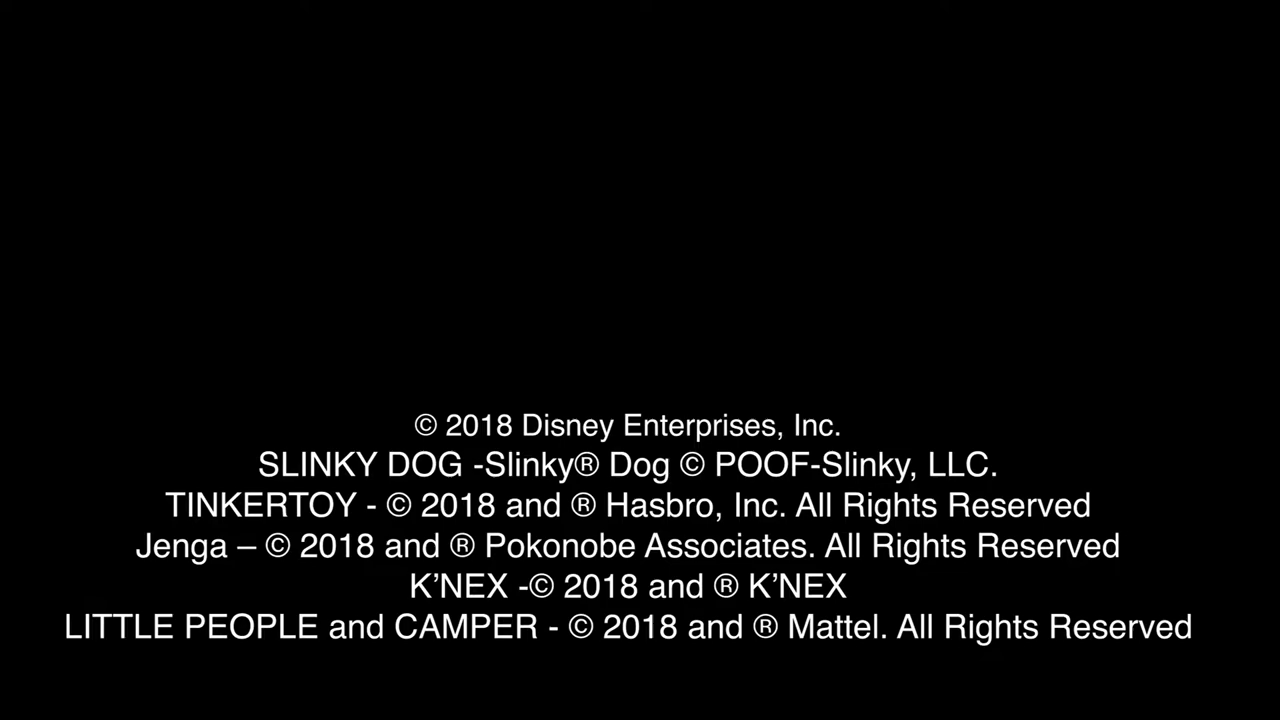 © 2018 Disney Enterprises, Inc.
SLINKY DOG -Slinky® Dog © POOF-Slinky, LLC.
TINKERTOY - © 2018 and ® Hasbro, Inc. All Rights Reserved
Jenga – © 2018 and ® Pokonobe Associates. All Rights Reserved
K’NEX -© 2018 and ® K’NEX
LITTLE PEOPLE and CAMPER - © 2018 and ® Mattel. All Rights Reserved